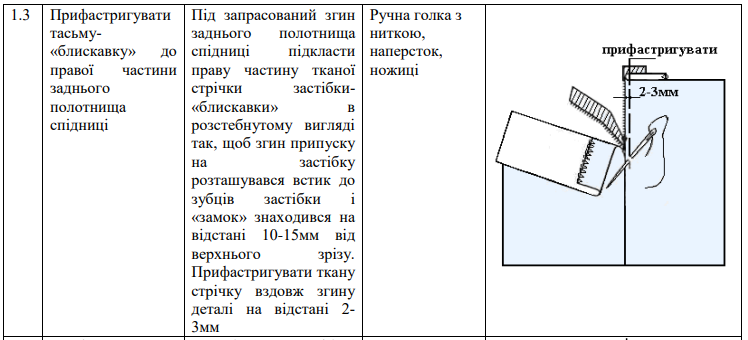 1.3
Прифастригувати
тасьму-
«блискавку» до
правої частини
заднього
полотнища
спідниці
Під запрасований згин
заднього полотнища
спідниці підкласти
праву частину тканої
стрічки застібки-
«блискавки» в
розстебнутому вигляді
так, щоб згин припуску
на застібку
розташувався встик до
зубців застібки і
«замок» знаходився на
відстані 10-15мм від
верхнього зрізу.
Прифастригувати ткану
стрічку вздовж згину
деталі на відстані 2-
3мм
Ручна голка з
ниткою,
наперсток,
ножиці
прифастригувати
2-3мм